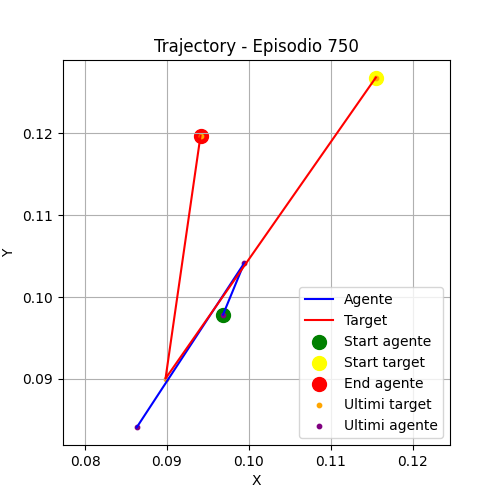 Trajectory - Episodio 750
Y
0.12
0.11
0.10
0.09
Agente
Target
Start agente
Start target
End agente
Ultimi target
Ultimi agente
0.08 0.09 0.10 0.11 0.12
X